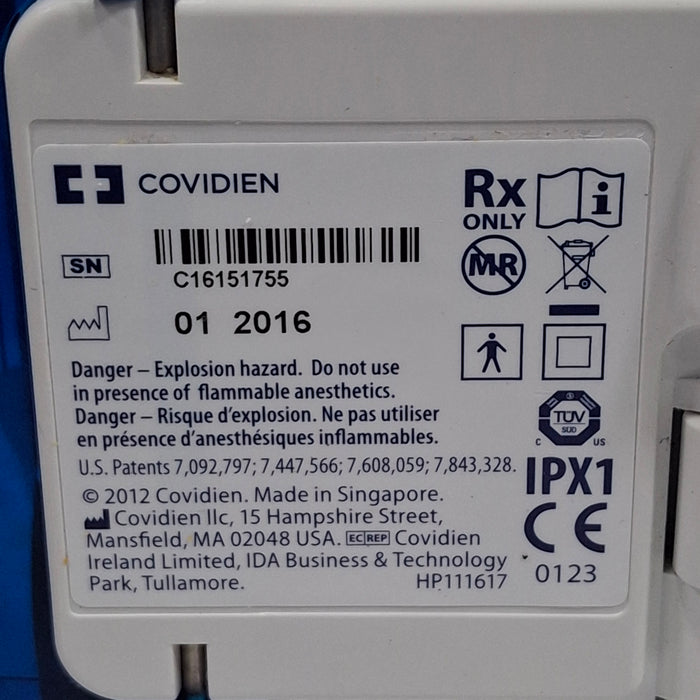 COVIDIEN
Rx
ONLY
i
SN
C16151755
MR
01 2016
Danger – Explosion hazard. Do not use
in presence of flammable anesthetics.
Danger – Risque d'explosion. Ne pas utiliser
en présence d'anesthésiques inflammables.
TÜV
SÜD
C US
U.S. Patents 7,092,797; 7,447,566; 7,608,059; 7,843,328.
IPX1
© 2012 Covidien. Made in Singapore.
Covidien llc, 15 Hampshire Street,
Mansfield, MA 02048 USA. EC REP Covidien
Ireland Limited, IDA Business & Technology
Park, Tullamore.
HP111617
CE
0123